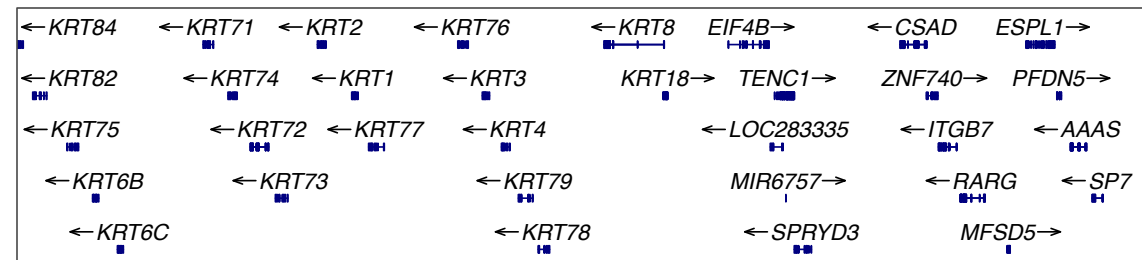 ←KRT84 ←KRT71 ←KRT2 ←KRT76 ←KRT8 EIF4B→ ←CSAD ESPL1→
←KRT82 ←KRT74 ←KRT1 ←KRT3 KRT18→ TENC1→ ZNF740→ PFDN5→
←KRT75 ←KRT72 ←KRT77 ←KRT4 ←LOC283335 ←ITGB7 ←AAAS
←KRT6B ←KRT73 ←KRT79 MIR6757→ ←RARG ←SP7
←KRT6C ←KRT78 ←SPRYD3 MFSD5→